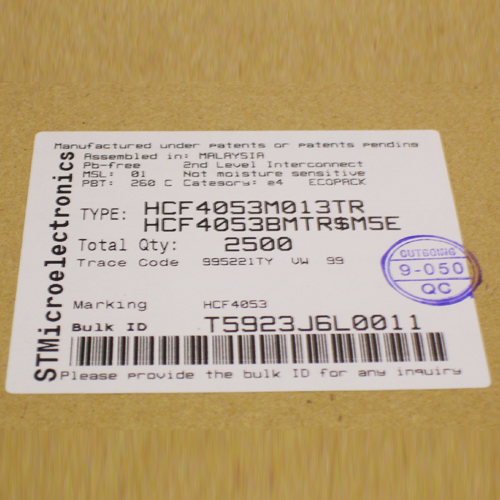 Manufactured under patents or patents pending
Assembled in: MALAYSIA
Pb-free 2nd Level Interconnect
MSL: 01 Not moisture sensitive
PBT: 260 C Category: e4 ECOPACK
TYPE: HCF4053M013TR
HCF4053BMTR$M5E
Total Qty: 2500
Trace Code 995221TY VW 99
Marking HCF4053
Bulk ID T5923J6L0011
Please provide the bulk ID for any inquiry
STMicroelectronics
OUTGOING
9-050
QC